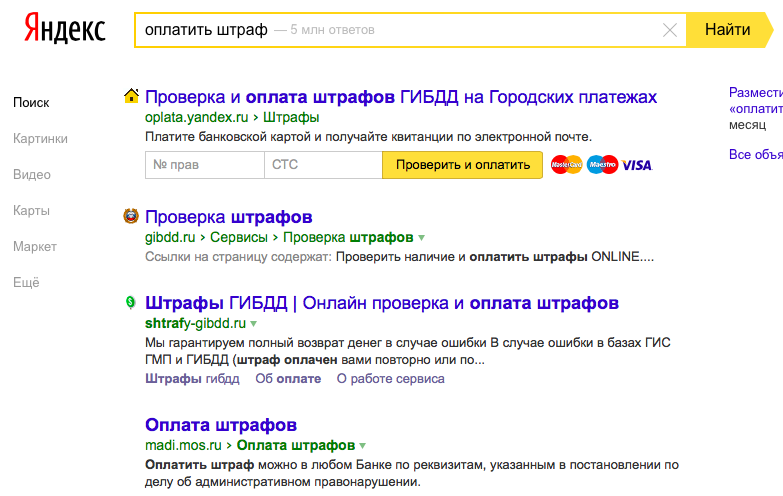 Яндекс
оплатить штраф — 5 млн ответов
Найти
Поиск
Картинки
Видео
Карты
Маркет
Ещё
Проверка и оплата штрафов ГИБДД на Городских платежах
oplata.yandex.ru › Штрафы
Платите банковской картой и получайте квитанции по электронной почте.
№ прав СТС Проверить и оплатить MasterCard Maestro VISA
Проверка штрафов
gibdd.ru › Сервисы › Проверка штрафов
Ссылки на страницу содержат: Проверить наличие и оплатить штрафы ONLINE....
Штрафы ГИБДД | Онлайн проверка и оплата штрафов
shtrafy-gibdd.ru
Мы гарантируем полный возврат денег в случае ошибки В случае ошибки в базах ГИС
ГМП и ГИБДД (штраф оплачен вами повторно или по...
Штрафы гибдд Об оплате О работе сервиса
Оплата штрафов
madi.mos.ru › Оплата штрафов
Оплатить штраф можно в любом Банке по реквизитам, указанным в постановлении по
делу об административном правонарушении.
Размести
«оплатит
месяц
Все объя